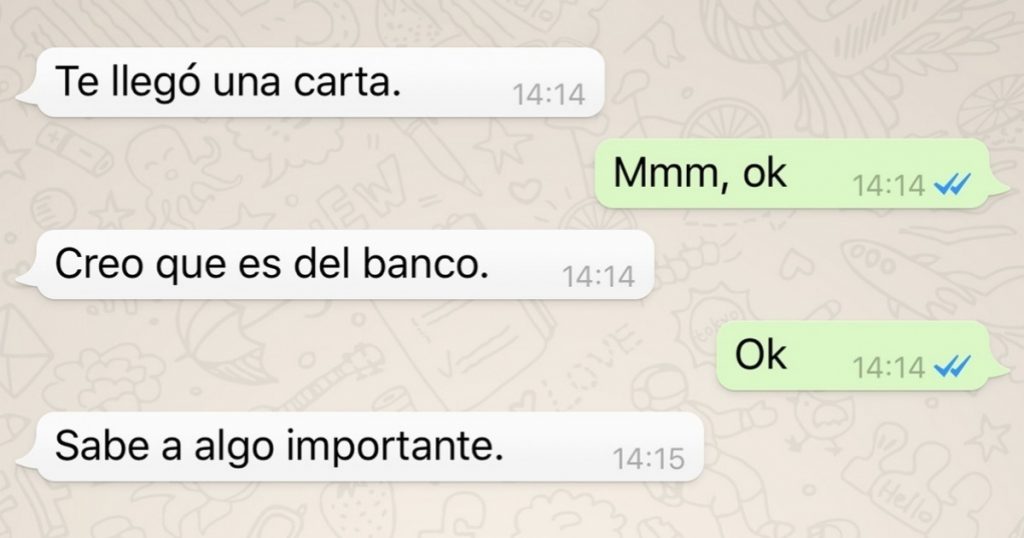 Te llegó una carta.
14:14
Mmm, ok
14:14
Creo que es del banco.
14:14
Ok
14:14
Sabe a algo importante.
14:15